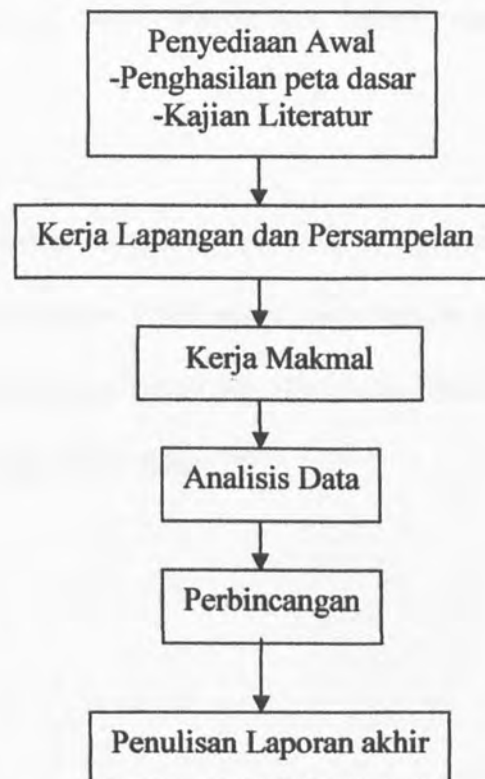 Penyediaan Awal
-Penghasilan peta dasar
-Kajian Literatur
Kerja Lapangan dan Persampelan
Kerja Makmal
Analisis Data
Perbincangan
Penulisan Laporan akhir